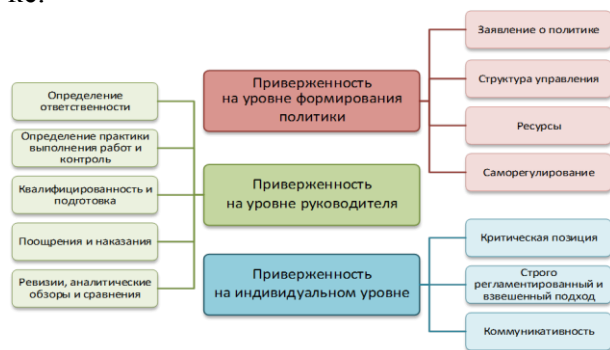 ке.
Заявление о политике
Структура управления
Ресурсы
Саморегулирование
Приверженность
на уровне формирования
политики
Определение
ответственности
Определение практики
выполнения работ и
контроль
Квалифицированность и
подготовка
Поощрения и наказания
Ревизии, аналитические
обзоры и сравнения
Приверженность
на уровне руководителя
Приверженность
на индивидуальном уровне
Критическая позиция
Строго
регламентированный и
взвешенный подход
Коммуникативность